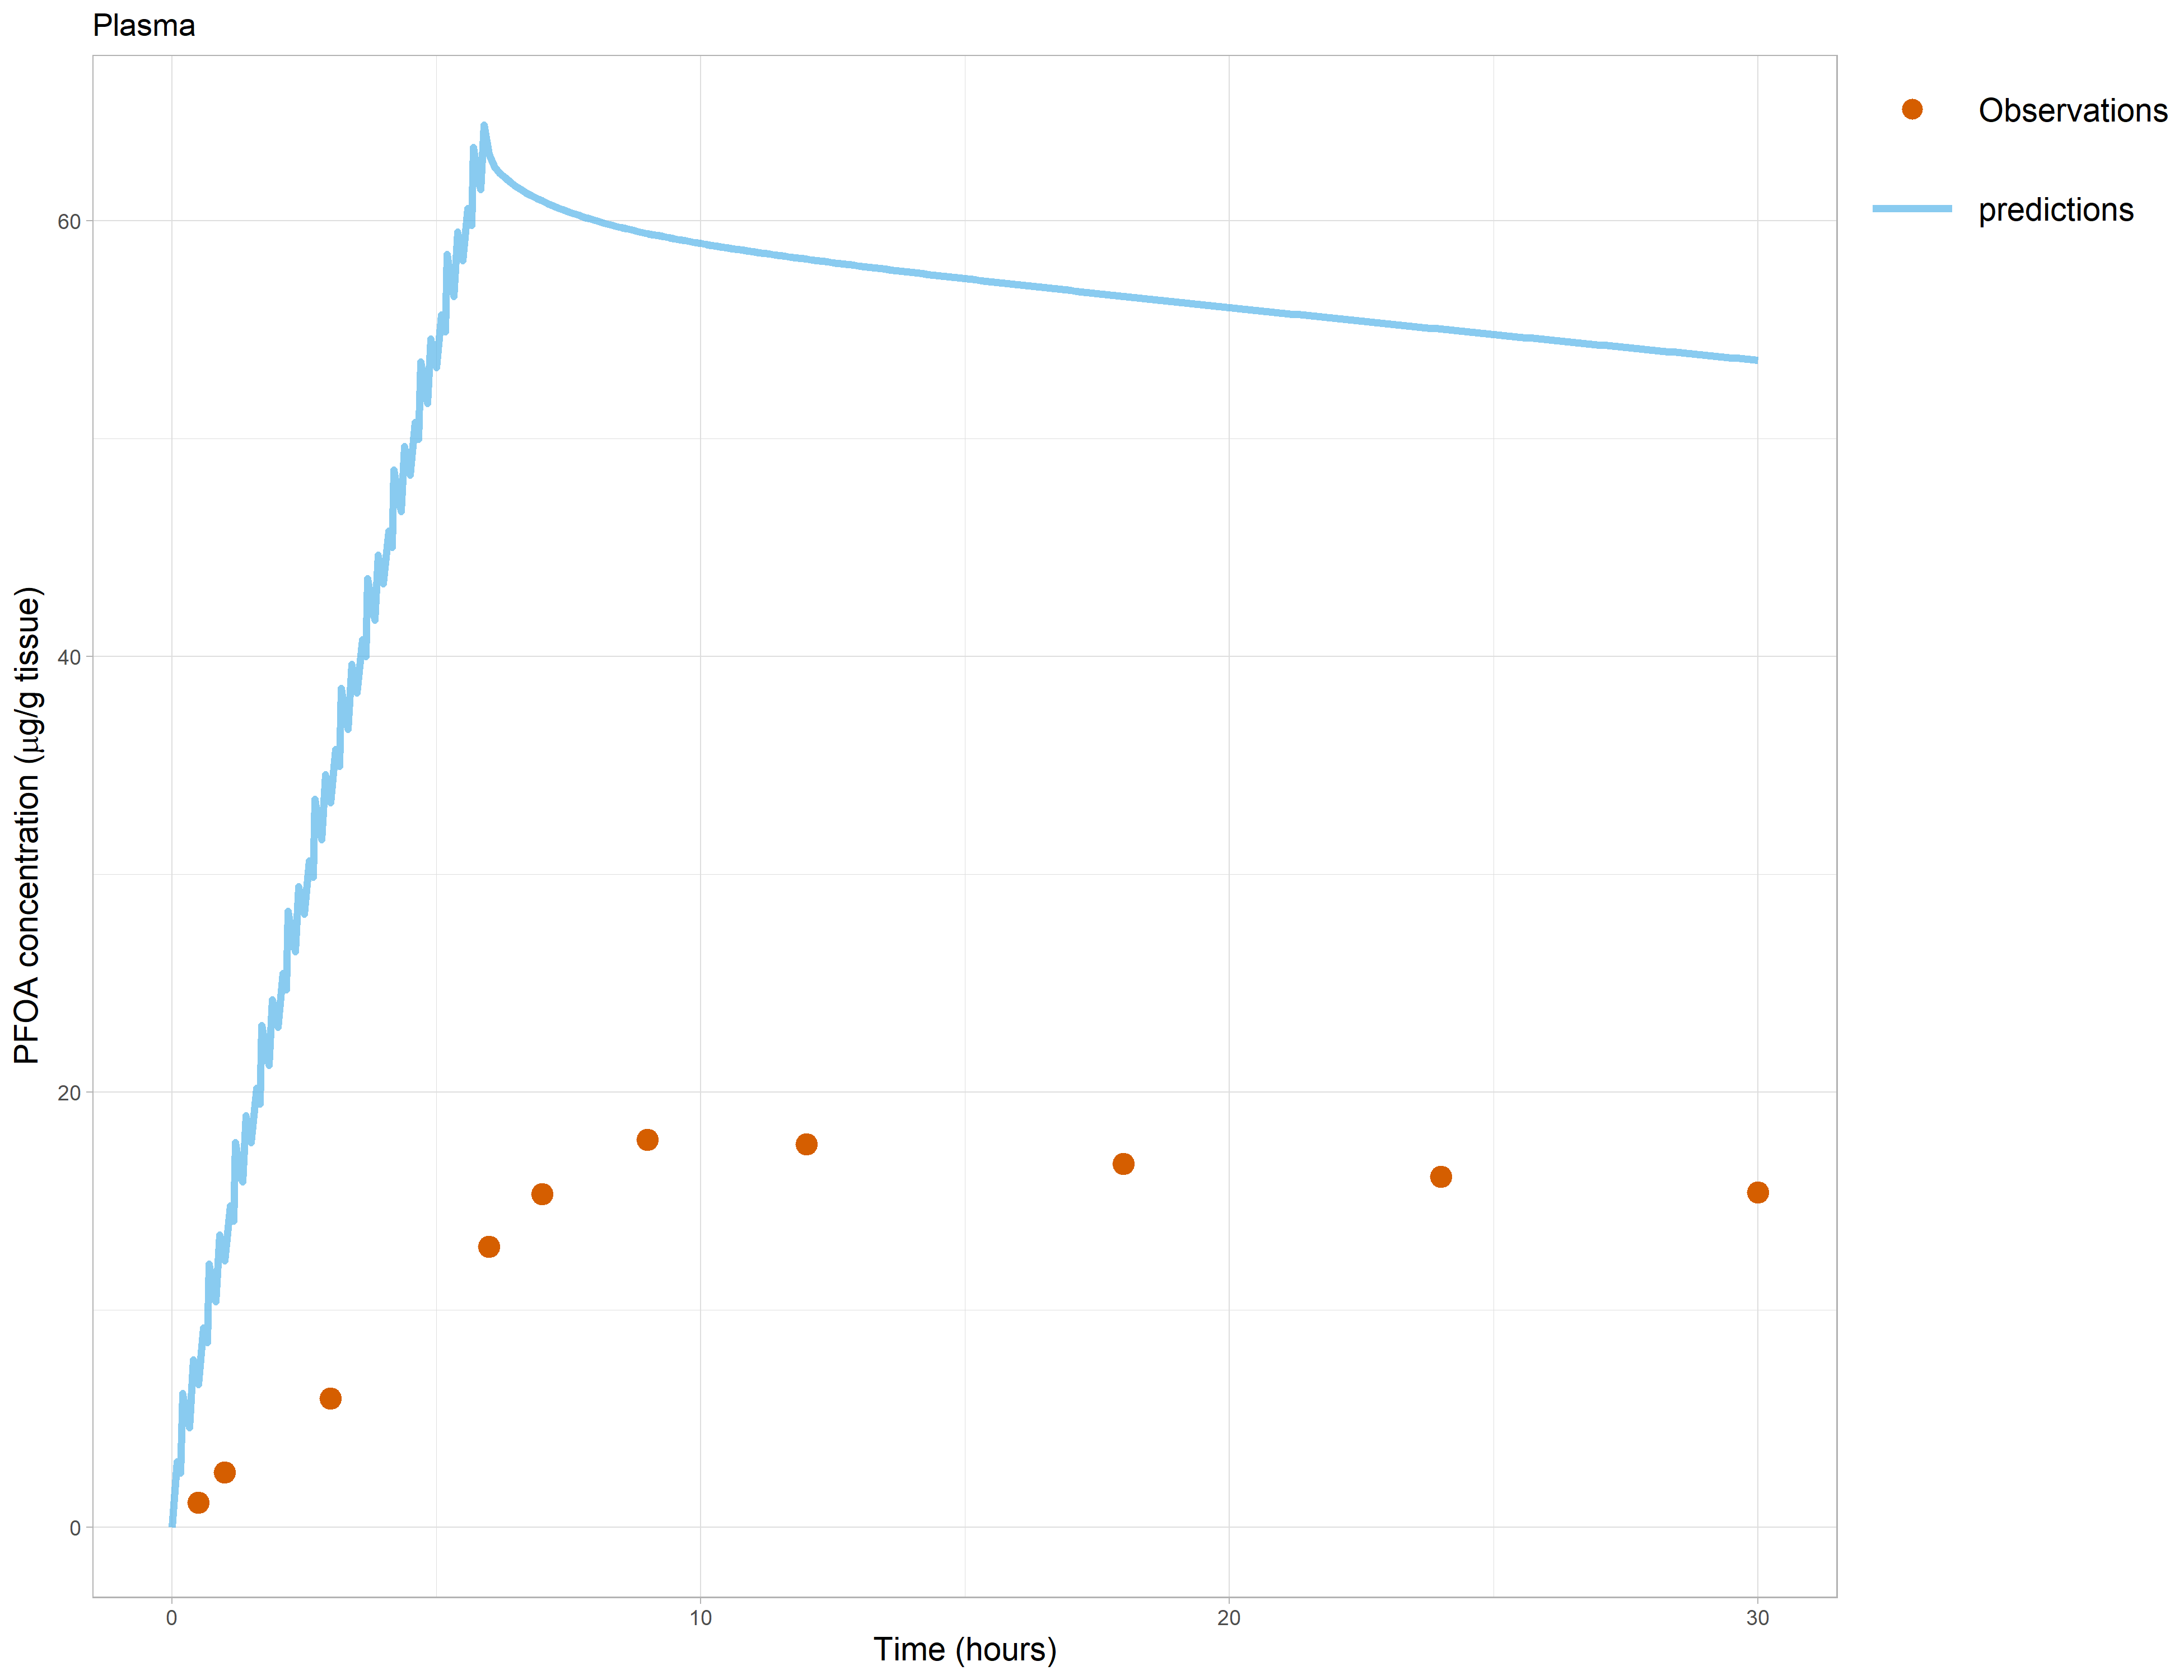 Plasma
Observations
predictions
PFOA concentration (μg/g tissue)
60
40
20
0
0
10
20
30
Time (hours)